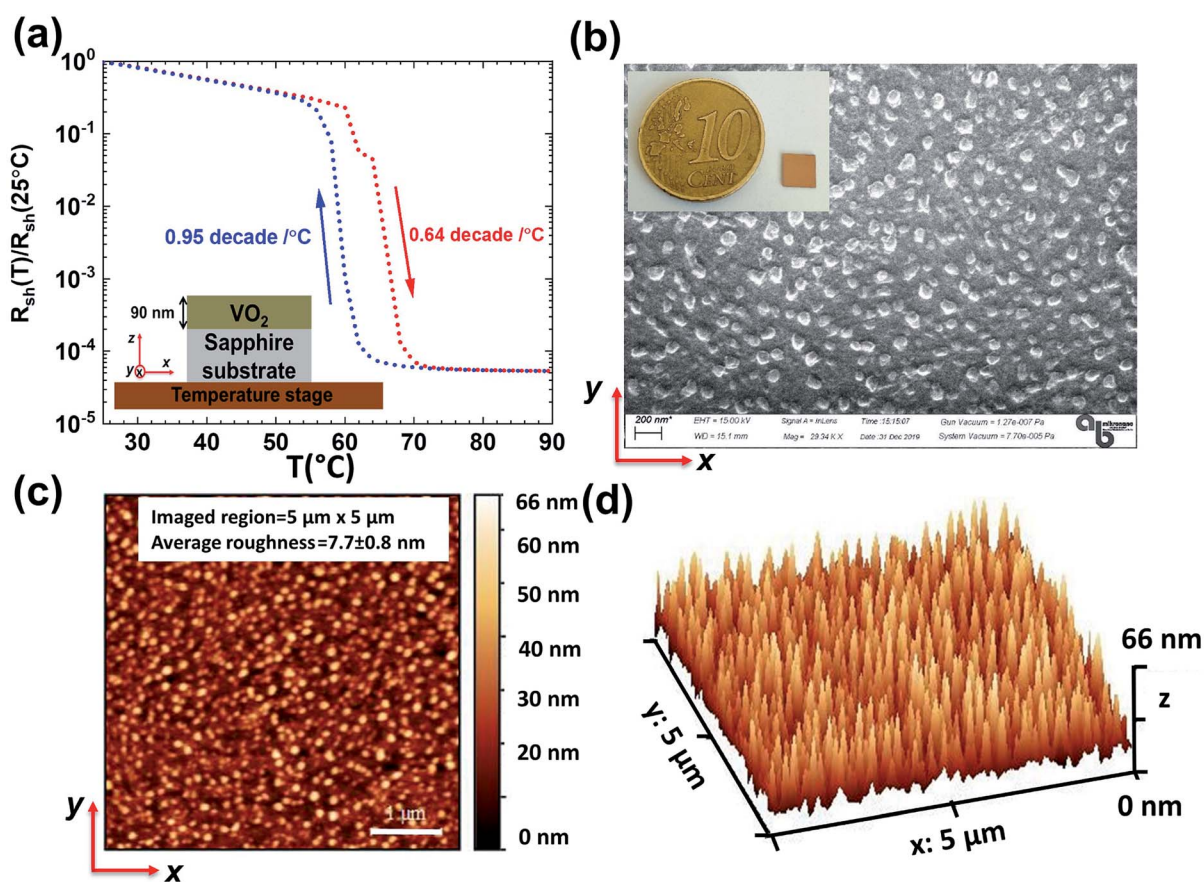 (a)
10⁰
10⁻¹
10⁻²
10⁻³
10⁻⁴
10⁻⁵
R_sh(T)/R_sh(25°C)
0.95 decade /°C
0.64 decade /°C
90 nm
VO₂
Sapphire
substrate
Temperature stage
z
y
x
x
30 40 50 60 70 80 90
T(°C)
(b)
10
CENT
200 nm*
EHT = 15.00 kV
Signal A = InLens
Time :15:15:07
Gun Vacuum = 1.27e-007 Pa
WD = 15.1 mm
Mag = 29.34 K X
Date :31 Dec 2019
System Vacuum = 7.70e-005 Pa
ab
mikronano
y
x
(c)
Imaged region=5 μm x 5 μm
Average roughness=7.7±0.8 nm
66 nm
60 nm
50 nm
40 nm
30 nm
20 nm
0 nm
1 μm
y
x
(d)
66 nm
z
0 nm
y: 5 μm
x: 5 μm